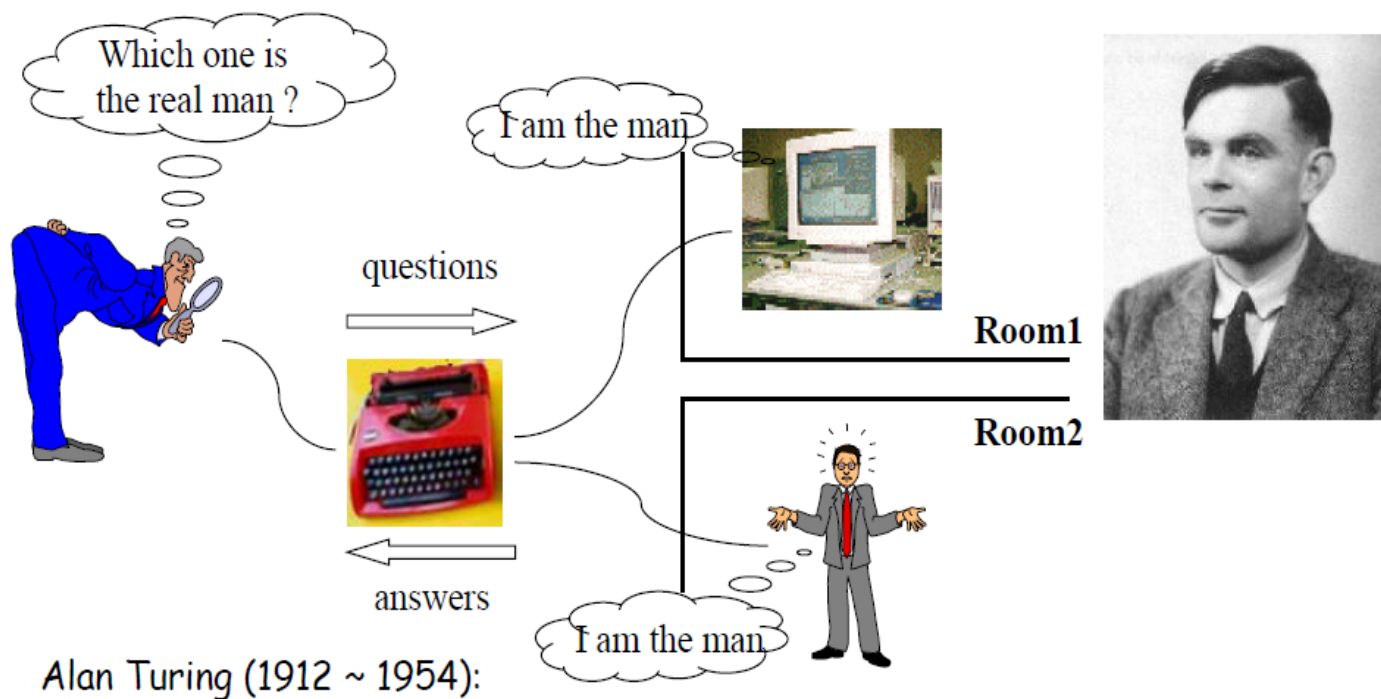 Which one is
the real man ?
I am the man
questions
Room1
Room2
answers
I am the man
Alan Turing (1912 ~ 1954):